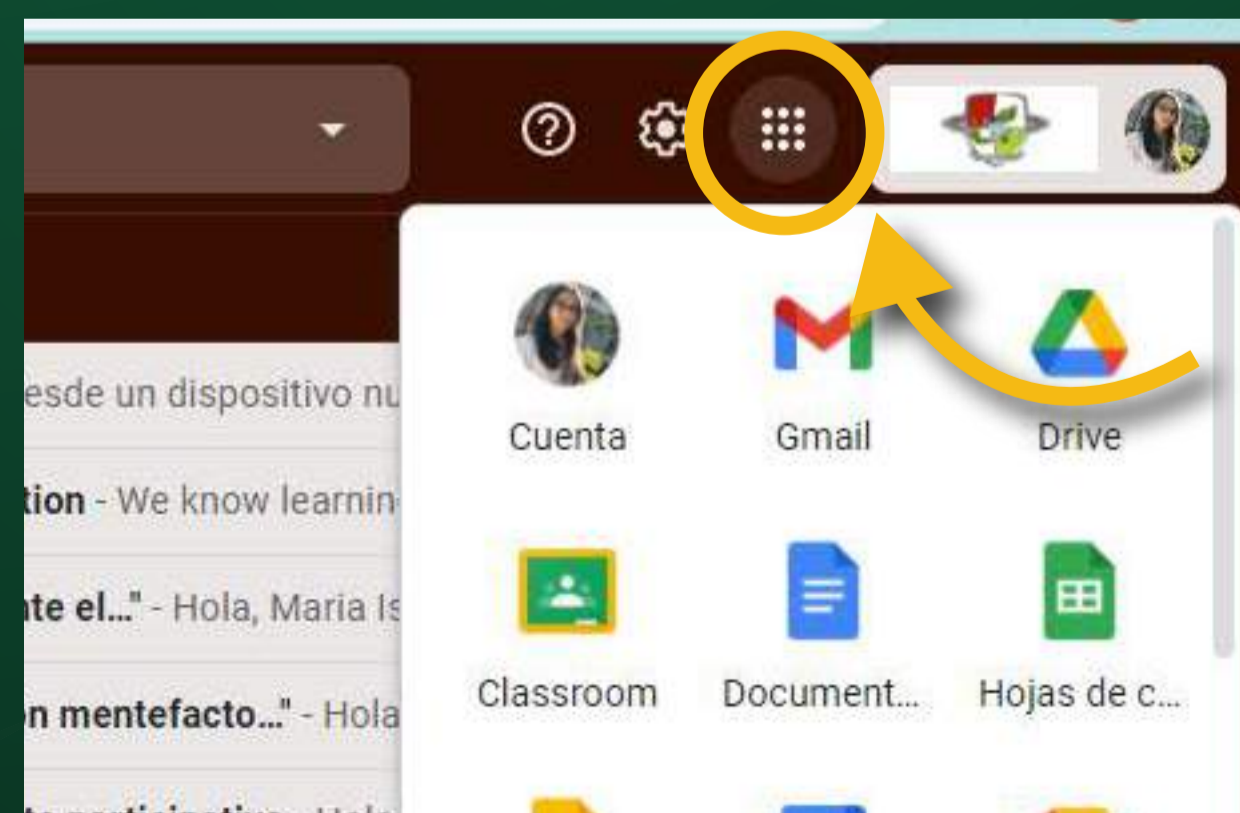 esde un dispositivo nu
Cuenta Gmail Drive
tion - We know learnin
te el..." - Hola, Maria Is
Classroom Document... Hojas de c...
n mentefacto..." - Hola